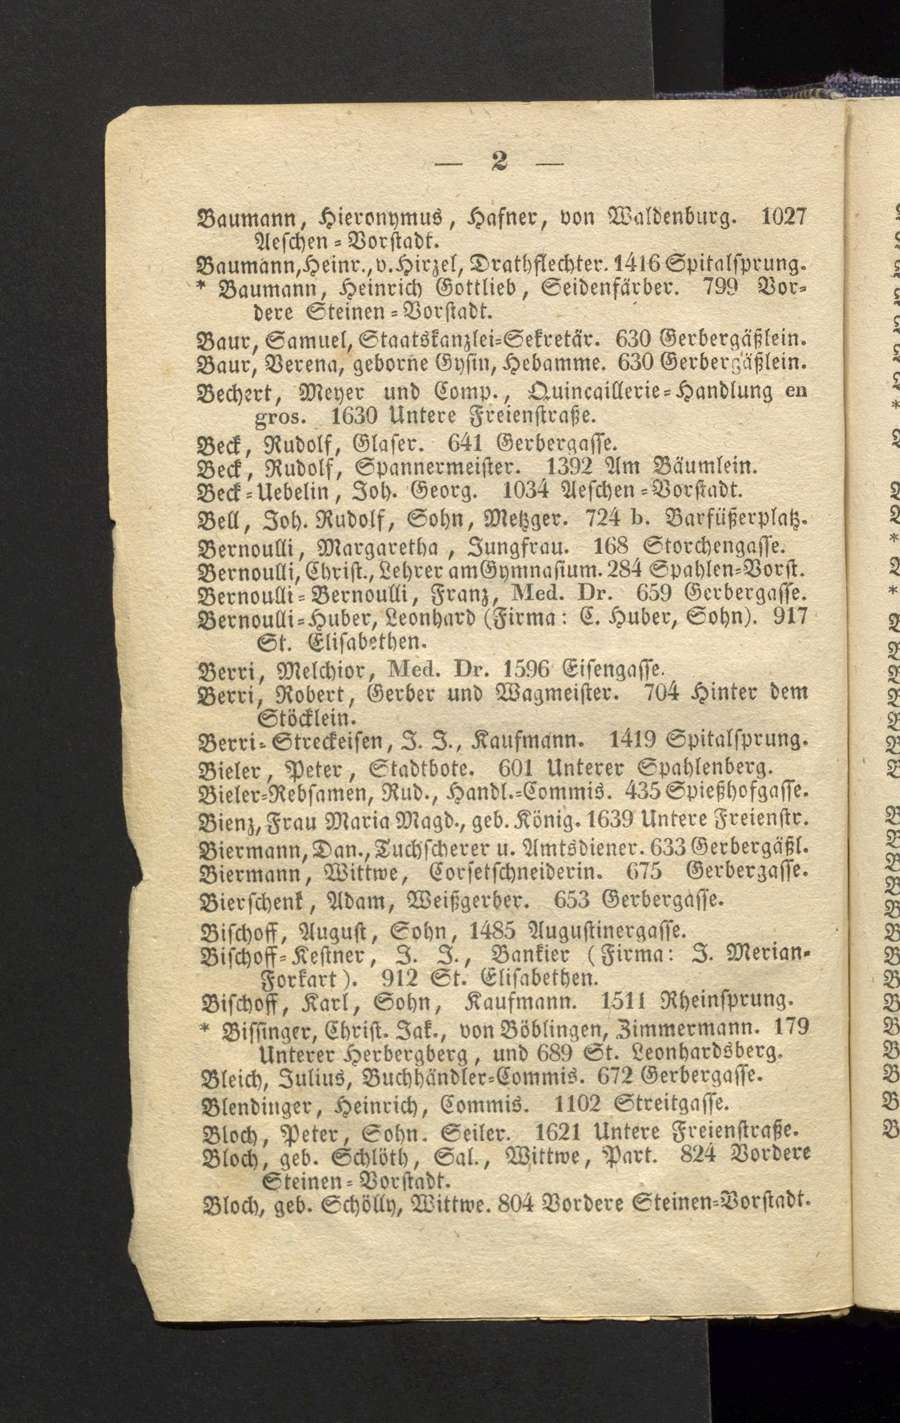 — 2 —
Baumann, Hieronymus, Hafner, von Waldenburg. 1027
Aeschen-Vorstadt.
Baumann, Heinr., v. Hirzel, Drathflechter. 1416 Spitalsprung.
* Baumann, Heinrich Gottlieb, Seidenfärber. 799 Vor-
dere Steinen-Vorstadt.
Baur, Samuel, Staatskanzlei-Sekretär. 630 Gerbergäßlein.
Baur, Verena, geborne Gysin, Hebamme. 630 Gerbergäßlein.
Bechert, Meyer und Comp., Quincaillerie-Handlung en
gros. 1630 Untere Freienstraße.
Beck, Rudolf, Glaser. 641 Gerbergasse.
Beck, Rudolf, Spannermeister. 1392 Am Bäumlein.
Beck-Uebelin, Joh. Georg. 1034 Aeschen-Vorstadt.
Bell, Joh. Rudolf, Sohn, Metzger. 724 b. Barfüßerplatz.
Bernoulli, Margaretha, Jungfrau. 168 Storchengasse.
Bernoulli, Christ., Lehrer am Gymnasium. 284 Spahlen-Vorst.
Bernoulli-Bernoulli, Franz, Med. Dr. 659 Gerbergasse.
Bernoulli-Huber, Leonhard (Firma: C. Huber, Sohn). 917
St. Elisabethen.
Berri, Melchior, Med. Dr. 1596 Eisengasse.
Berri, Robert, Gerber und Wagmeister. 704 Hinter dem
Stöcklein.
Berri-Streckeisen, J. J., Kaufmann. 1419 Spitalsprung.
Bieler, Peter, Stadtbote. 601 Unterer Spahlenberg.
Bieler-Rebsamen, Rud., Handl.-Commis. 435 Spießhofgasse.
Bienz, Frau Maria Magd., geb. König. 1639 Untere Freienstr.
Biermann, Dan., Tuchscherer u. Amtsdiener. 633 Gerbergäßl.
Biermann, Wittwe, Corsetschneiderin. 675 Gerbergasse.
Bierschenk, Adam, Weißgerber. 653 Gerbergasse.
Bischoff, August, Sohn, 1485 Augustinergasse.
Bischoff-Kestner, J. J., Bankier (Firma: J. Merian-
Forkart). 912 St. Elisabethen.
Bischoff, Karl, Sohn, Kaufmann. 1511 Rheinsprung.
* Bissinger, Christ. Jak., von Böblingen, Zimmermann. 179
Unterer Herbergberg, und 689 St. Leonhardsberg.
Bleich, Julius, Buchhändler-Commis. 672 Gerbergasse.
Blendinger, Heinrich, Commis. 1102 Streitgasse.
Bloch, Peter, Sohn. Seiler. 1621 Untere Freienstraße.
Bloch, geb. Schlöth, Sal., Wittwe, Part. 824 Vordere
Steinen-Vorstadt.
Bloch, geb. Schölly, Wittwe. 804 Vordere Steinen-Vorstadt.